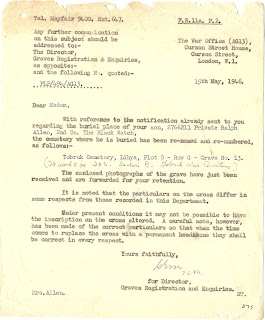 Tel. Mayfair 9400. Ext. 647.
Any further communication
on this subject should be
addressed to:-
The Director,
Graves Registration & Enquiries,
as opposite:-
and the following No. quoted:-
The War Office (AG13),
Curzon Street House,
Curzon Street,
London, W.1.
15th May, 1946.
Dear Madam,
With reference to the notification already sent to you
regarding the burial place of your son, 2766211 Private Ralph
Allen, 2nd Bn. The Black Watch,
the cemetery where he is buried has been re-named and re-numbered,
as follows:-
Tobruk Cemetery, Libya, Plot 8 - Row G - Grave No. 13.
The enclosed photographs of the grave have just been
received and are forwarded for your retention.
It is noted that the particulars on the cross differ in
some respects from those recorded in this Department.
Under present conditions it may not be possible to have
the inscription on the cross altered. A careful note, however,
has been made of the correct particulars so that when the time
comes to replace the cross with a permanent headstone they shall
be correct in every respect.
Yours faithfully,
for Director,
Graves Registration and Enquiries.
Mrs. Allen.